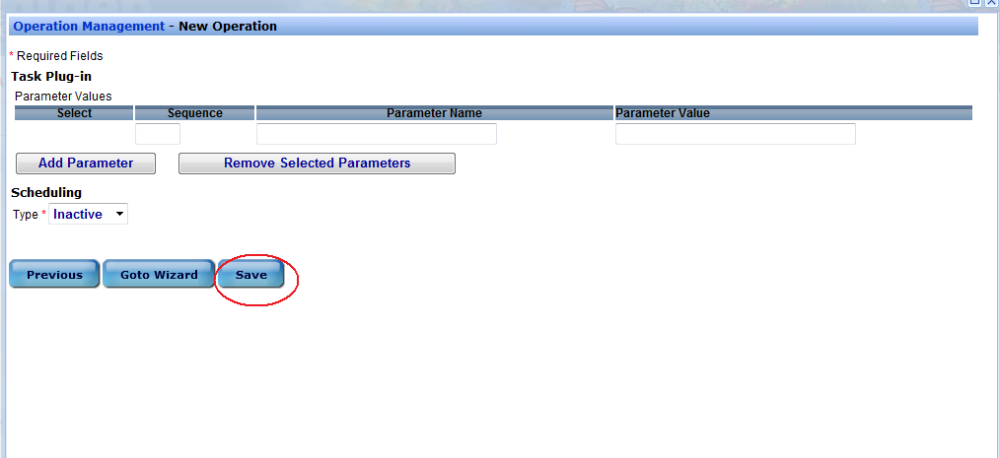 Operation Management - New Operation
* Required Fields
Task Plug-in
Parameter Values
Select Sequence Parameter Name Parameter Value
Add Parameter Remove Selected Parameters
Scheduling
Type * Inactive
Previous Goto Wizard Save